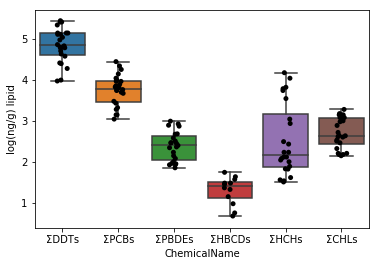 log(ng/g) lipid
5
4
3
2
1
ΣDDTs ΣPCBs ΣPBDEs ΣHBCDs ΣHCHs ΣCHLs
ChemicalName